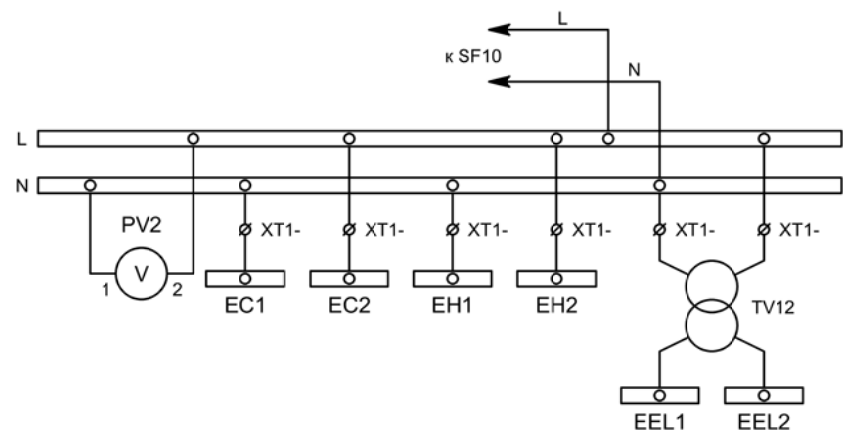 L
к SF10
N
L
N
PV2
XT1- XT1- XT1- XT1- XT1- XT1-
V
1 2
EC1 EC2 EH1 EH2
TV12
EEL1 EEL2